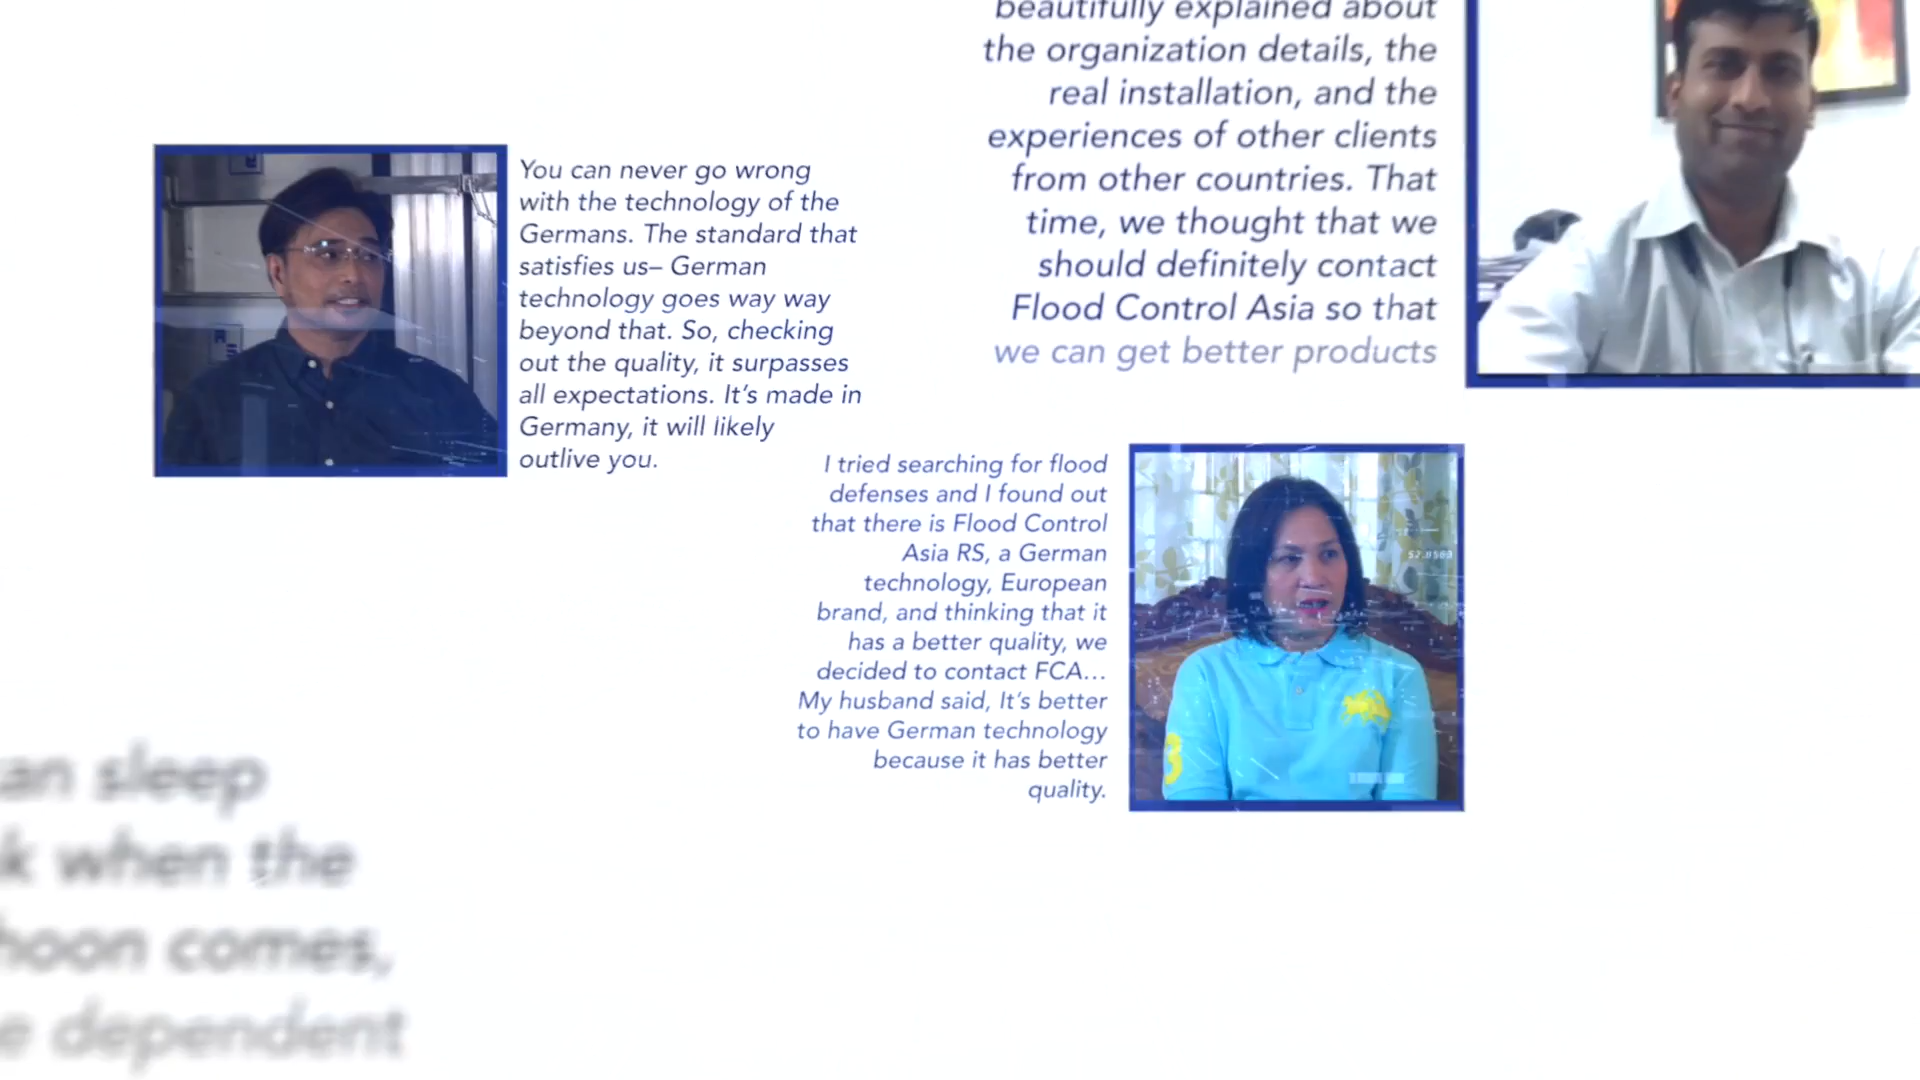 beautifully explained about
the organization details, the
real installation, and the
experiences of other clients
from other countries. That
time, we thought that we
should definitely contact
Flood Control Asia so that
we can get better products
You can never go wrong
with the technology of the
Germans. The standard that
satisfies us– German
technology goes way way
beyond that. So, checking
out the quality, it surpasses
all expectations. It’s made in
Germany, it will likely
outlive you.
I tried searching for flood
defenses and I found out
that there is Flood Control
Asia RS, a German
technology, European
brand, and thinking that it
has a better quality, we
decided to contact FCA...
My husband said, It’s better
to have German technology
because it has better
quality.
3
sleep
when the
comes,
dependent